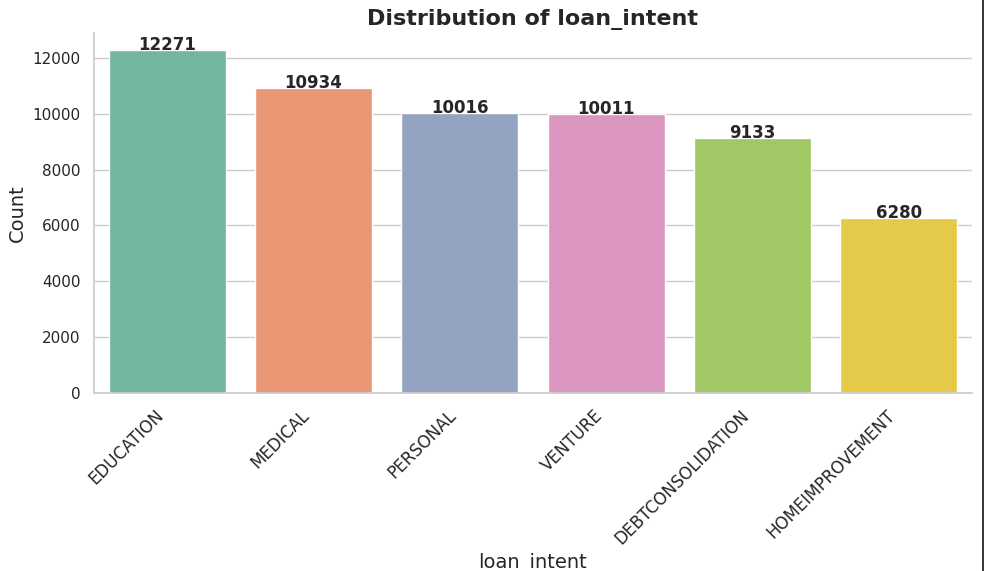 Distribution of loan_intent
12271
10934
10016
10011
9133
6280
12000
10000
8000
6000
4000
2000
0
Count
EDUCATION
MEDICAL
PERSONAL
VENTURE
DEBTCONSOLIDATION
HOMEIMPROVEMENT
loan_intent